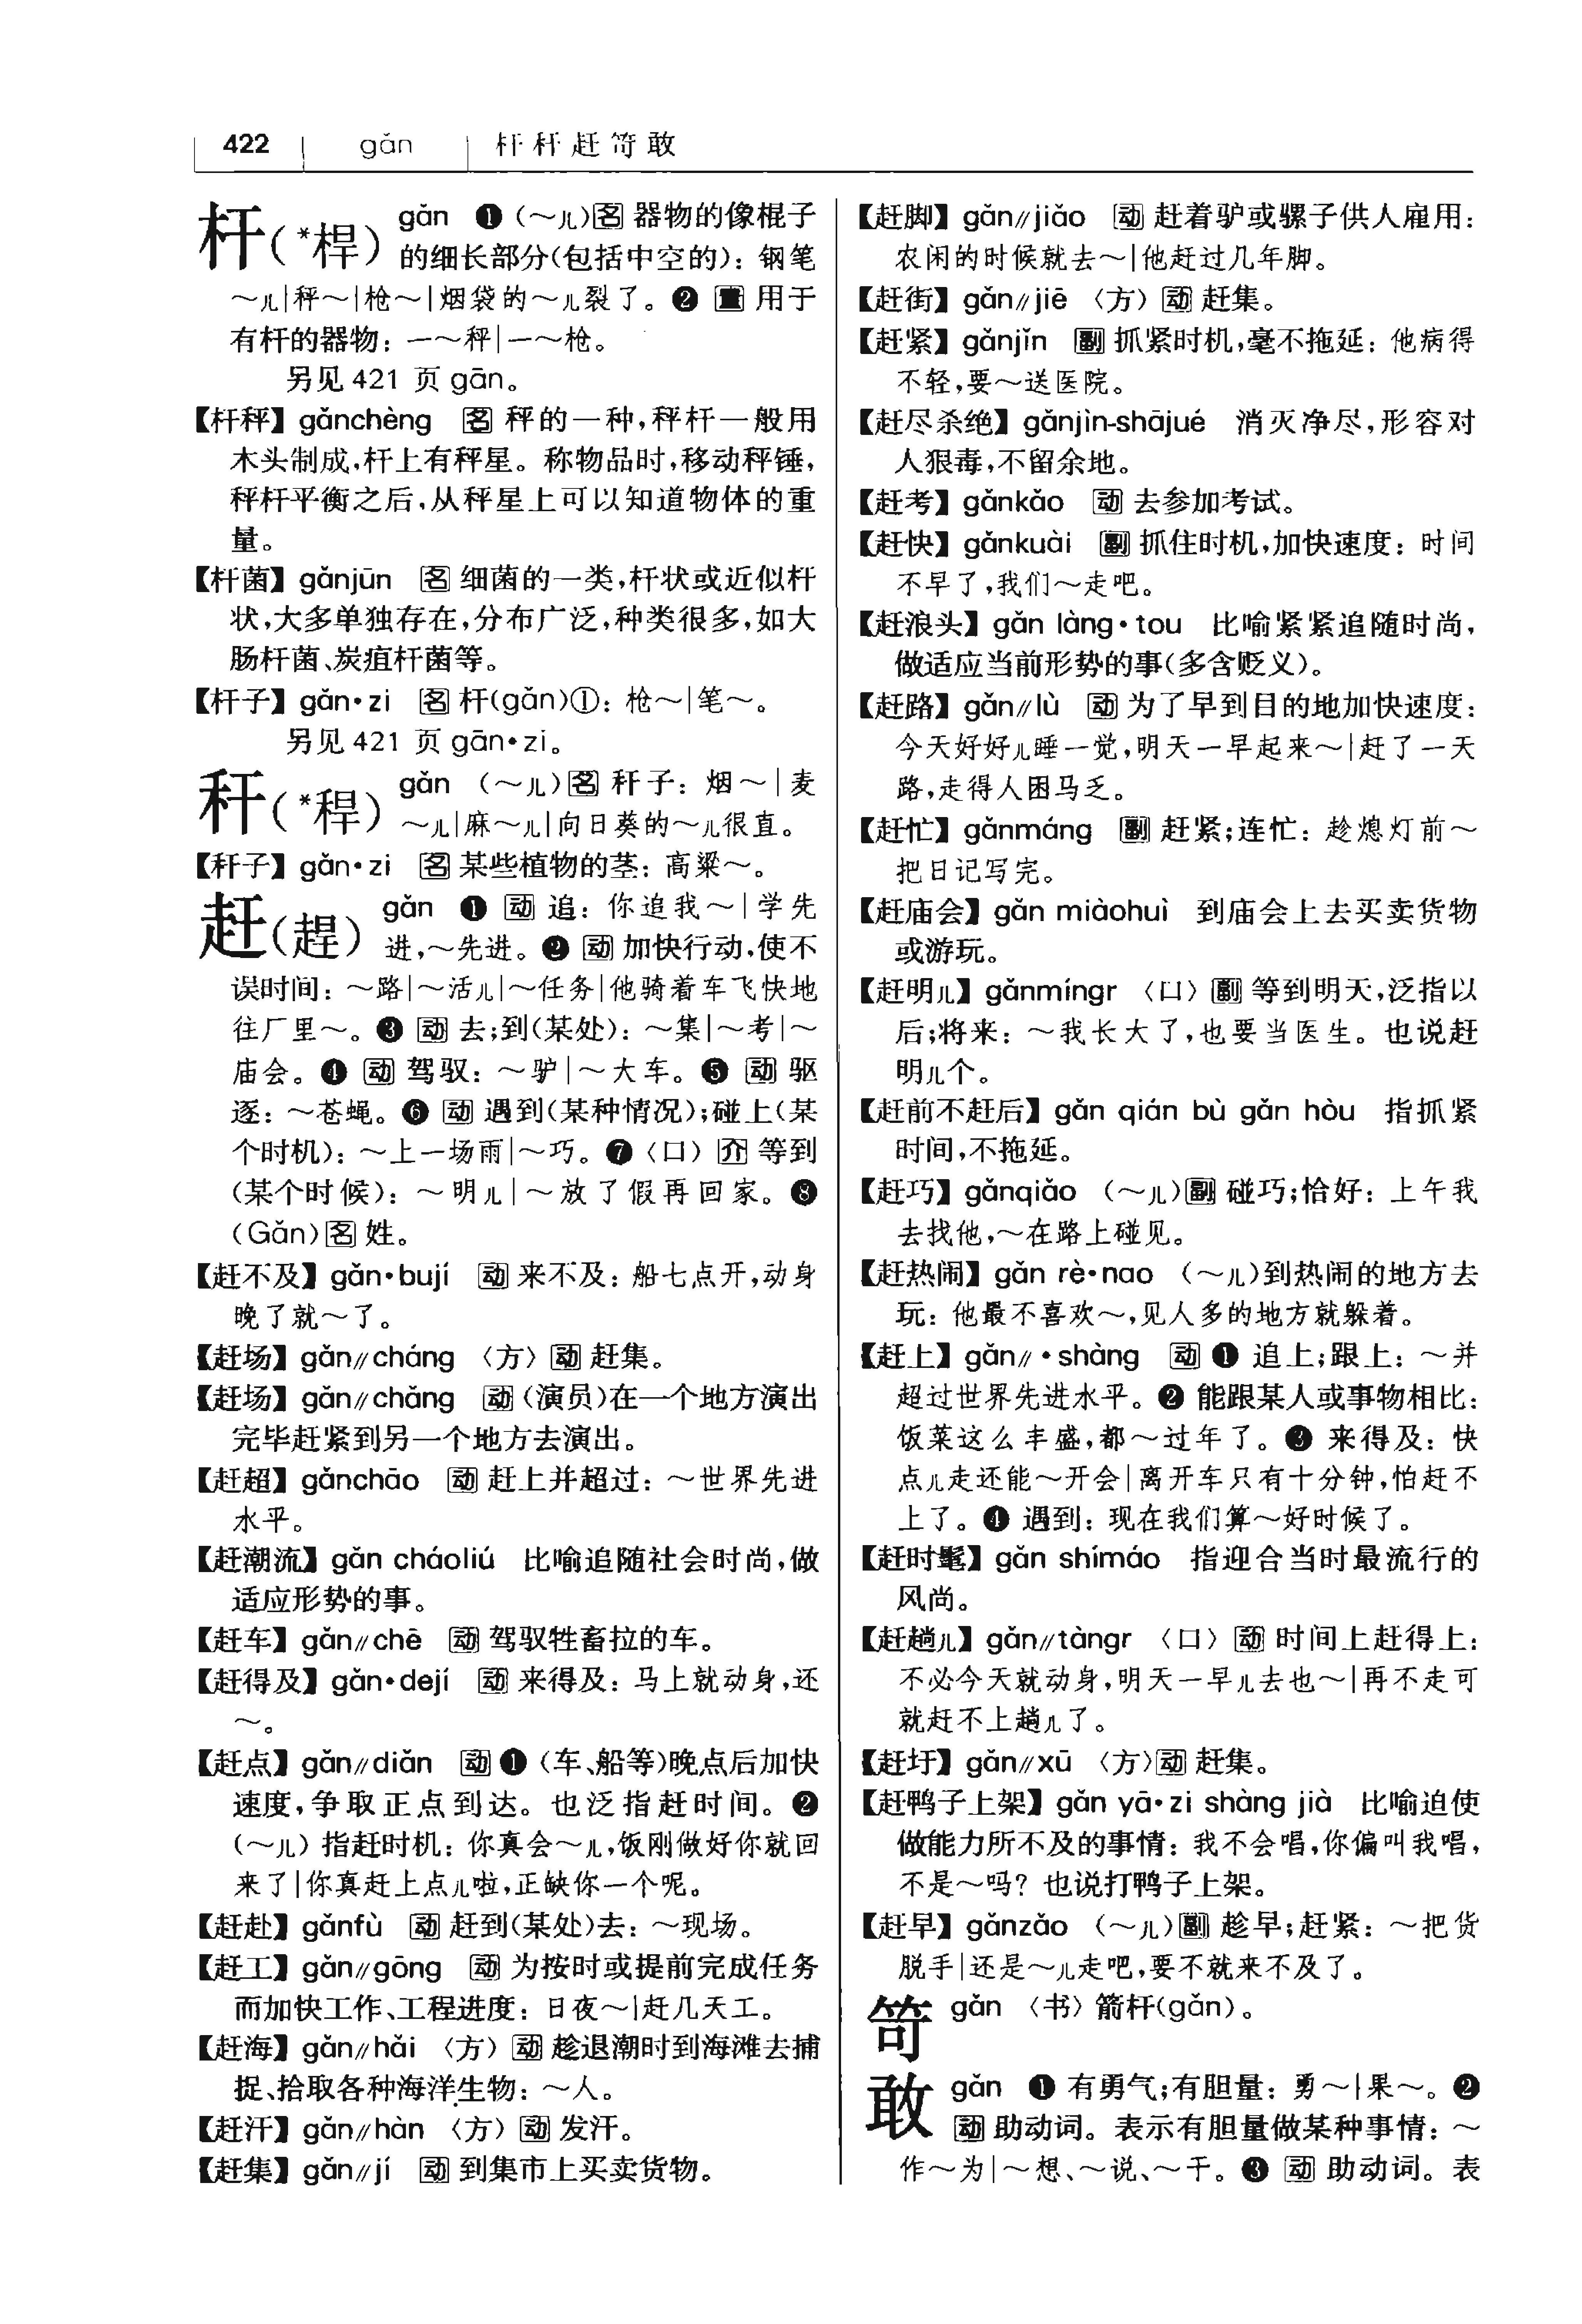 422 gǎn 杆秆赶笴敢
杆(*桿) gǎn ❶(～儿)名 器物的像棍子
的细长部分(包括中空的)：钢笔
～儿|秤～|枪～|烟袋的～儿裂了。❷ 量 用于
有杆的器物：一～秤|一～枪。
另见 421 页 gān。
【杆秤】gǎnchèng 名 秤的一种,秤杆一般用
木头制成,杆上有秤星。称物品时,移动秤锤,
秤杆平衡之后,从秤星上可以知道物体的重
量。
【杆菌】gǎnjūn 名 细菌的一类,杆状或近似杆
状,大多单独存在,分布广泛,种类很多,如大
肠杆菌、炭疽杆菌等。
【杆子】gǎn•zi 名 杆(gǎn)①：枪～|笔～。
另见 421 页 gān•zi。
秆(*稈) gǎn (～儿)名 秆子：烟～|麦
～儿|麻～儿|向日葵的～儿很直。
【秆子】gǎn•zi 名 某些植物的茎：高粱～。
赶(趕) gǎn ❶ 动 追：你追我～|学先
进,～先进。❷ 动 加快行动,使不
误时间：～路|～活儿|～任务|他骑着车飞快地
往厂里～。❸ 动 去;到(某处)：～集|～考|～
庙会。❹ 动 驾驭：～驴|～大车。❺ 动 驱
逐：～苍蝇。❻ 动 遇到(某种情况);碰上(某
个时机)：～上一场雨|～巧。❼〈口〉介 等到
(某个时候)：～明儿|～放了假再回家。❽
(Gǎn)名 姓。
【赶不及】gǎn•bují 动 来不及：船七点开,动身
晚了就～了。
【赶场】gǎn∥cháng 〈方〉动 赶集。
【赶场】gǎn∥chǎng 动(演员)在一个地方演出
完毕赶紧到另一个地方去演出。
【赶超】gǎnchāo 动 赶上并超过：～世界先进
水平。
【赶潮流】gǎn cháoliú 比喻追随社会时尚,做
适应形势的事。
【赶车】gǎn∥chē 动 驾驭牲畜拉的车。
【赶得及】gǎn•dejí 动 来得及：马上就动身,还
～。
【赶点】gǎn∥diǎn 动 ❶(车、船等)晚点后加快
速度,争取正点到达。也泛指赶时间。❷
(～儿) 指赶时机：你真会～儿,饭刚做好你就回
来了|你真赶上点儿啦,正缺你一个呢。
【赶赴】gǎnfù 动 赶到(某处)去：～现场。
【赶工】gǎn∥gōng 动 为按时或提前完成任务
而加快工作、工程进度：日夜～|赶几天工。
【赶海】gǎn∥hǎi 〈方〉动 趁退潮时到海滩去捕
捉、拾取各种海洋生物：～人。
【赶汗】gǎn∥hàn 〈方〉动 发汗。
【赶集】gǎn∥jí 动 到集市上买卖货物。
【赶脚】gǎn∥jiǎo 动 赶着驴或骡子供人雇用：
农闲的时候就去～|他赶过几年脚。
【赶街】gǎn∥jiē 〈方〉动 赶集。
【赶紧】gǎnjǐn 副 抓紧时机,毫不拖延：他病得
不轻,要～送医院。
【赶尽杀绝】gǎnjìn-shājué 消灭净尽,形容对
人狠毒,不留余地。
【赶考】gǎnkǎo 动 去参加考试。
【赶快】gǎnkuài 副 抓住时机,加快速度：时间
不早了,我们～走吧。
【赶浪头】gǎn làng•tou 比喻紧紧追随时尚,
做适应当前形势的事(多含贬义)。
【赶路】gǎn∥lù 动 为了早到目的地加快速度：
今天好好儿睡一觉,明天一早起来～|赶了一天
路,走得人困马乏。
【赶忙】gǎnmáng 副 赶紧;连忙：趁熄灯前～
把日记写完。
【赶庙会】gǎn miàohuì 到庙会上去买卖货物
或游玩。
【赶明儿】gǎnmíngr 〈口〉副 等到明天,泛指以
后;将来：～我长大了,也要当医生。也说赶
明儿个。
【赶前不赶后】gǎn qián bù gǎn hòu 指抓紧
时间,不拖延。
【赶巧】gǎnqiǎo (～儿)副 碰巧;恰好：上午我
去找他,～在路上碰见。
【赶热闹】gǎn rè•nao (～儿)到热闹的地方去
玩：他最不喜欢～,见人多的地方就躲着。
【赶上】gǎn∥•shàng 动 ❶ 追上;跟上：～并
超过世界先进水平。❷ 能跟某人或事物相比：
饭菜这么丰盛,都～过年了。❸ 来得及：快
点儿走还能～开会|离开车只有十分钟,怕赶不
上了。❹ 遇到：现在我们算～好时候了。
【赶时髦】gǎn shímáo 指迎合当时最流行的
风尚。
【赶趟儿】gǎn∥tàngr 〈口〉动 时间上赶得上：
不必今天就动身,明天一早儿去也～|再不走可
就赶不上趟儿了。
【赶圩】gǎn∥xū 〈方〉动 赶集。
【赶鸭子上架】gǎn yā•zi shàng jià 比喻迫使
做能力所不及的事情：我不会唱,你偏叫我唱,
不是～吗? 也说打鸭子上架。
【赶早】gǎnzǎo (～儿)副 趁早;赶紧：～把货
脱手|还是～儿走吧,要不就来不及了。
笴 gǎn 〈书〉箭杆(gǎn)。
敢 gǎn ❶ 有勇气;有胆量：勇～|果～。❷
动 助动词。表示有胆量做某种事情：～
作～为|～想、～说、～干。❸ 动 助动词。表